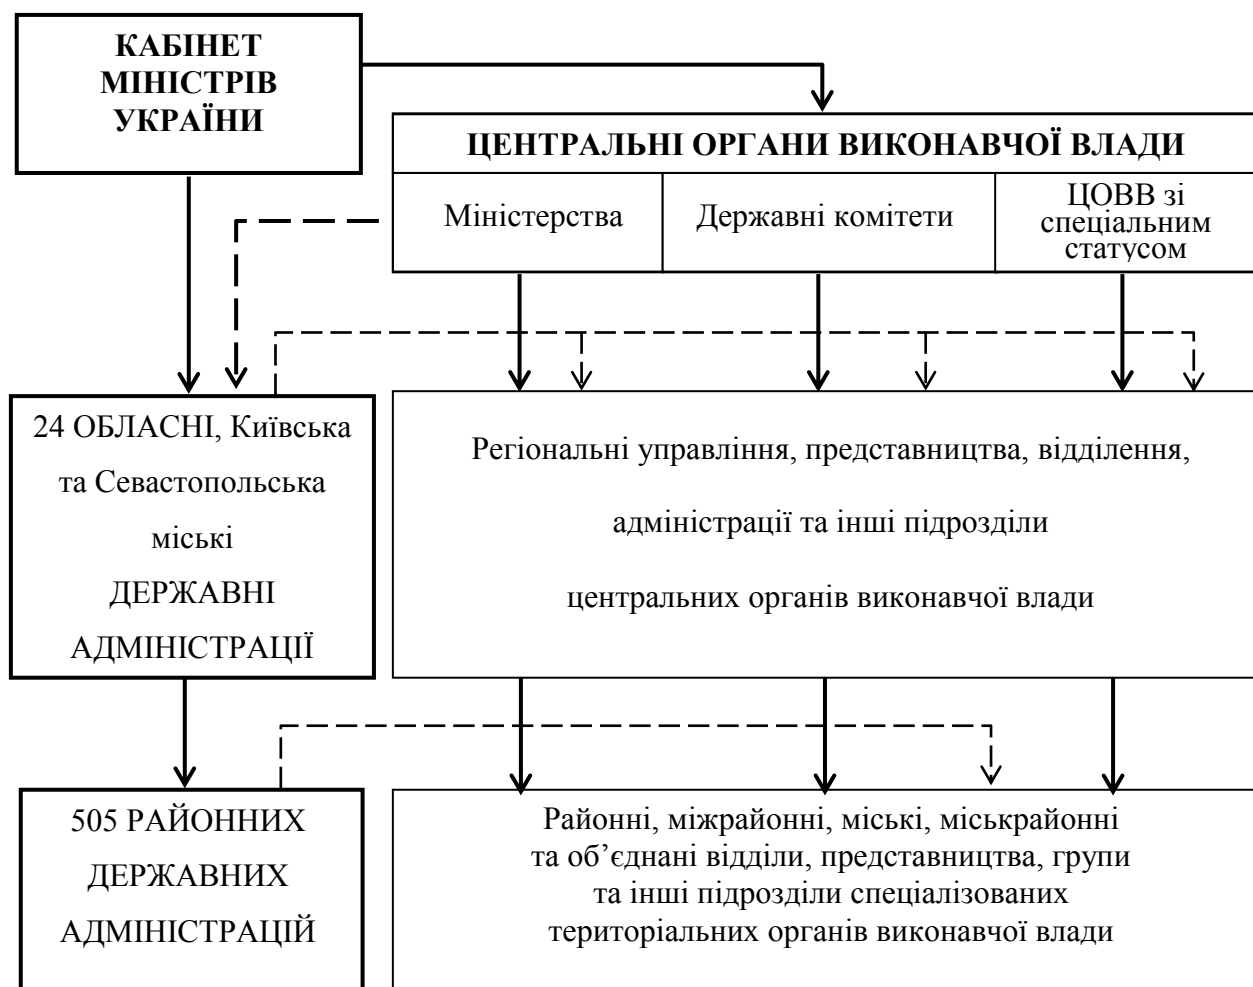 КАБІНЕТ
МІНІСТРІВ
УКРАЇНИ
ЦЕНТРАЛЬНІ ОРГАНИ ВИКОНАВЧОЇ ВЛАДИ
Міністерства
Державні комітети
ЦОВВ зі
спеціальним
статусом
24 ОБЛАСНІ, Київська
та Севастопольська
міські
ДЕРЖАВНІ
АДМІНІСТРАЦІЇ
Регіональні управління, представництва, відділення,
адміністрації та інші підрозділи
центральних органів виконавчої влади
505 РАЙОННИХ
ДЕРЖАВНИХ
АДМІНІСТРАЦІЙ
Районні, міжрайонні, міські, міськрайонні
та об’єднані відділи, представництва, групи
та інші підрозділи спеціалізованих
територіальних органів виконавчої влади